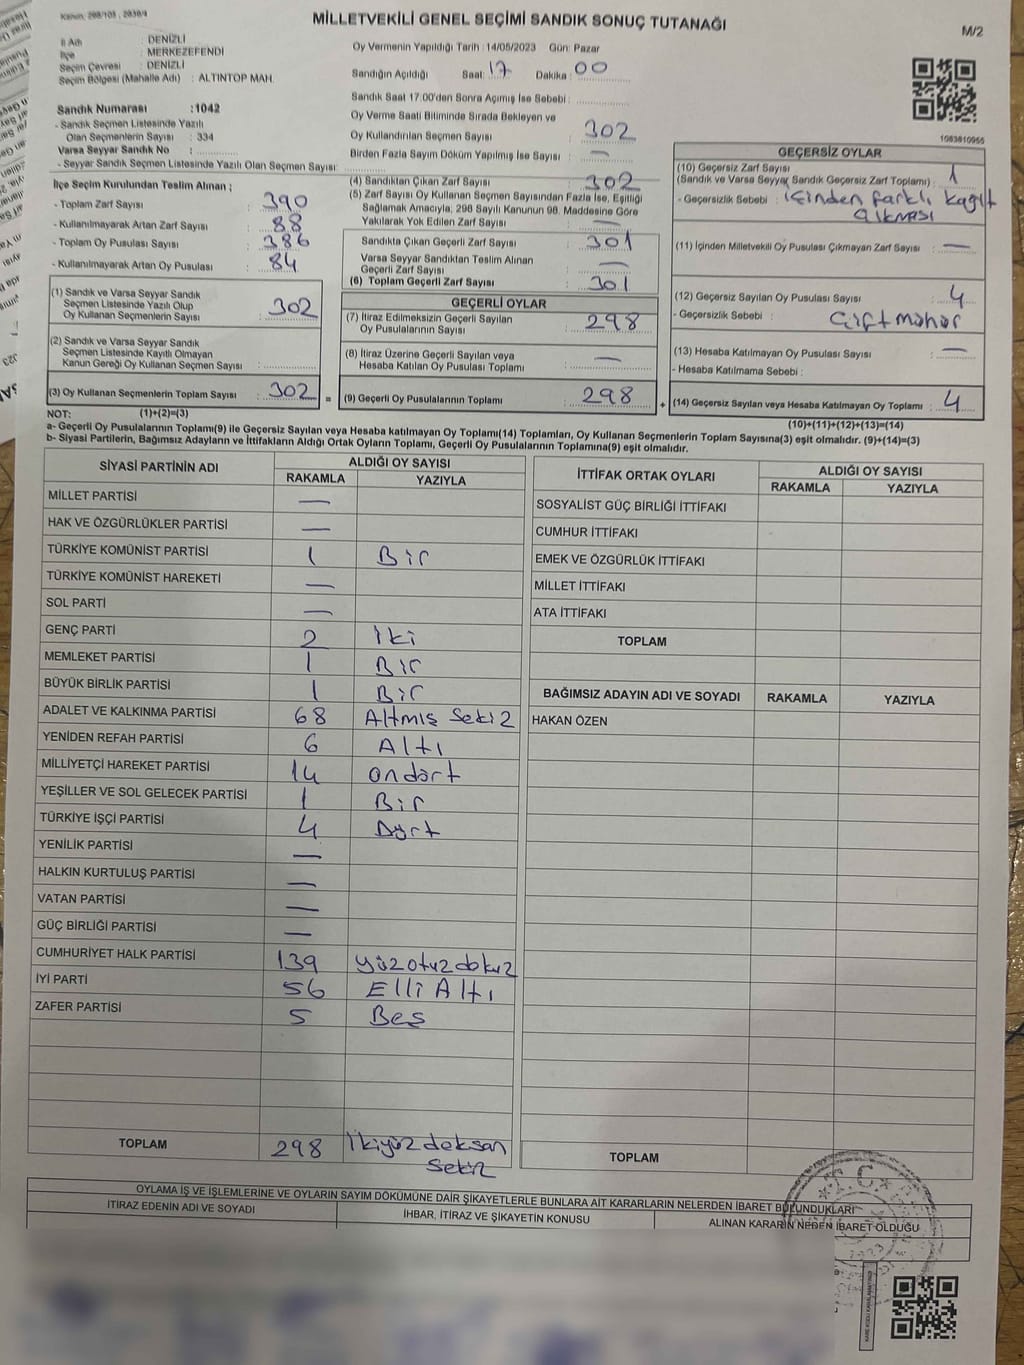 MİLLETVEKİLİ GENEL SEÇİMİ SANDIK SONUÇ TUTANAĞI
M/2
İl Adı : DENİZLİ
İlçe : MERKEZEFENDİ
Seçim Çevresi : DENİZLİ
Seçim Bölgesi (Mahalle Adı) : ALTINTOP MAH.
Sandık Numarası : 1042
- Sandık Seçmen Listesinde Yazılı
Olan Seçmenlerin Sayısı : 334
Varsa Seyyar Sandık No :
- Seyyar Sandık Seçmen Listesinde Yazılı Olan Seçmen Sayısı :
Oy Vermenin Yapıldığı Tarih : 14/05/2023 Gün: Pazar
Sandığın Açıldığı Saat: 17 Dakika : 00
Sandık Saat 17:00'den Sonra Açımış İse Sebebi :
Oy Verme Saati Bitiminde Sırada Bekleyen ve
Oy Kullandırılan Seçmen Sayısı : 302
Birden Fazla Sayım Döküm Yapılmış İse Sayısı : —
1083810955
İlçe Seçim Kurulundan Teslim Alınan ;
- Toplam Zarf Sayısı : 390
- Kullanılmayarak Artan Zarf Sayısı : 88
- Toplam Oy Pusulası Sayısı : 386
- Kullanılmayarak Artan Oy Pusulası : 84
(1) Sandık ve Varsa Seyyar Sandık
Seçmen Listesinde Yazılı Olup
Oy Kullanan Seçmenlerin Sayısı : 302
(2) Sandık ve Varsa Seyyar Sandık
Seçmen Listesinde Kayıtlı Olmayan
Kanun Gereği Oy Kullanan Seçmen Sayısı :
(3) Oy Kullanan Seçmenlerin Toplam Sayısı : 302 =
(4) Sandıktan Çıkan Zarf Sayısı : 302
(5) Zarf Sayısı Oy Kullanan Seçmen Sayısından Fazla İse, Eşitliği
Sağlamak Amacıyla, 298 Sayılı Kanunun 98. Maddesine Göre
Yakılarak Yok Edilen Zarf Sayısı : —
Sandıkta Çıkan Geçerli Zarf Sayısı : 301
Varsa Seyyar Sandıktan Teslim Alınan
Geçerli Zarf Sayısı : —
(6) Toplam Geçerli Zarf Sayısı : 301
GEÇERLİ OYLAR
(7) İtiraz Edilmeksizin Geçerli Sayılan
Oy Pusulalarının Sayısı : 298
(8) İtiraz Üzerine Geçerli Sayılan veya
Hesaba Katılan Oy Pusulası Toplamı : —
(9) Geçerli Oy Pusulalarının Toplamı : 298 +
GEÇERSİZ OYLAR
(10) Geçersiz Zarf Sayısı
(Sandık ve Varsa Seyyar Sandık Geçersiz Zarf Toplamı) : 1
- Geçersizlik Sebebi : İçinden farklı kağıt
çıkması
(11) İçinden Milletvekili Oy Pusulası Çıkmayan Zarf Sayısı : —
(12) Geçersiz Sayılan Oy Pusulası Sayısı : 4
- Geçersizlik Sebebi : Çift mühür
(13) Hesaba Katılmayan Oy Pusulası Sayısı : —
- Hesaba Katılmama Sebebi :
(14) Geçersiz Sayılan veya Hesaba Katılmayan Oy Toplamı : 4
NOT: (1)+(2)=(3) (10)+(11)+(12)+(13)=(14)
a- Geçerli Oy Pusulalarının Toplamı(9) ile Geçersiz Sayılan veya Hesaba katılmayan Oy Toplamı(14) Toplamları, Oy Kullanan Seçmenlerin Toplam Sayısına(3) eşit olmalıdır. (9)+(14)=(3)
b- Siyasi Partilerin, Bağımsız Adayların ve İttifakların Aldığı Ortak Oyların Toplamı, Geçerli Oy Pusulalarının Toplamına(9) eşit olmalıdır.
SİYASİ PARTİNİN ADI ALDIĞI OY SAYISI
RAKAMLA YAZIYLA
MİLLET PARTİSİ —
HAK VE ÖZGÜRLÜKLER PARTİSİ —
TÜRKİYE KOMÜNİST PARTİSİ 1 Bir
TÜRKİYE KOMÜNİST HAREKETİ —
SOL PARTİ —
GENÇ PARTİ 2 İki
MEMLEKET PARTİSİ 1 Bir
BÜYÜK BİRLİK PARTİSİ 1 Bir
ADALET VE KALKINMA PARTİSİ 68 Altmış Sekiz
YENİDEN REFAH PARTİSİ 6 Altı
MİLLİYETÇİ HAREKET PARTİSİ 14 ondört
YEŞİLLER VE SOL GELECEK PARTİSİ 1 Bir
TÜRKİYE İŞÇİ PARTİSİ 4 Dört
YENİLİK PARTİSİ —
HALKIN KURTULUŞ PARTİSİ —
VATAN PARTİSİ —
GÜÇ BİRLİĞİ PARTİSİ —
CUMHURİYET HALK PARTİSİ 139 yüzotuzdokuz
İYİ PARTİ 56 Elli Altı
ZAFER PARTİSİ 5 Beş
TOPLAM 298 İkiyüzdoksan
Sekiz
İTTİFAK ORTAK OYLARI ALDIĞI OY SAYISI
RAKAMLA YAZIYLA
SOSYALİST GÜÇ BİRLİĞİ İTTİFAKI
CUMHUR İTTİFAKI
EMEK VE ÖZGÜRLÜK İTTİFAKI
MİLLET İTTİFAKI
ATA İTTİFAKI
TOPLAM
BAĞIMSIZ ADAYIN ADI VE SOYADI RAKAMLA YAZIYLA
HAKAN ÖZEN
TOPLAM
OYLAMA İŞ VE İŞLEMLERİNE VE OYLARIN SAYIM DÖKÜMÜNE DAİR ŞİKAYETLERLE BUNLARA AİT KARARLARIN NELERDEN İBARET BULUNDUKLARI
İTİRAZ EDENİN ADI VE SOYADI İHBAR, İTİRAZ VE ŞİKAYETİN KONUSU ALINAN KARARIN NEDEN İBARET OLDUĞU
T.C.